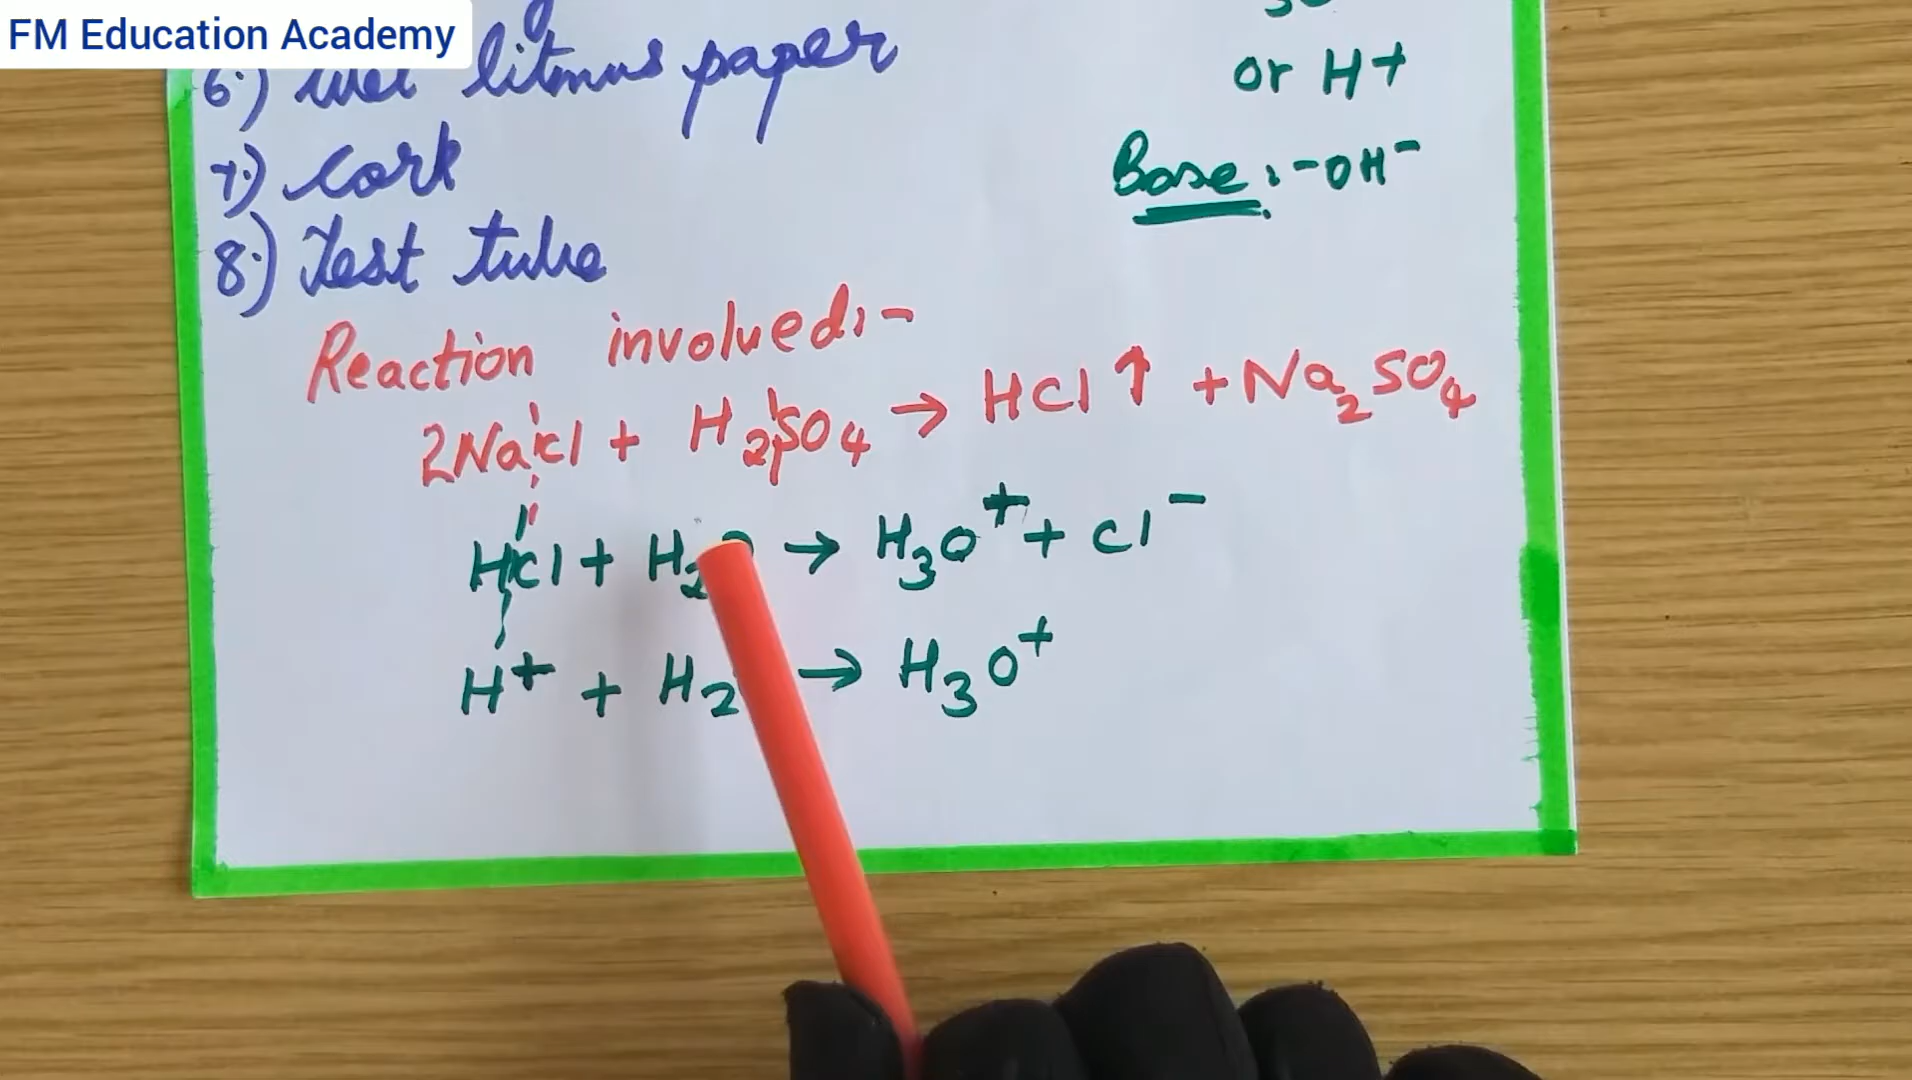 FM Education Academy
6.) wet litmus paper
7.) cork
8.) Test tube
or H+
Base :- OH-
Reaction involved:-
2NaCl + H2SO4 → HCl ↑ + Na2SO4
HCl + H2O → H3O+ + Cl-
H+ + H2 → H3O+